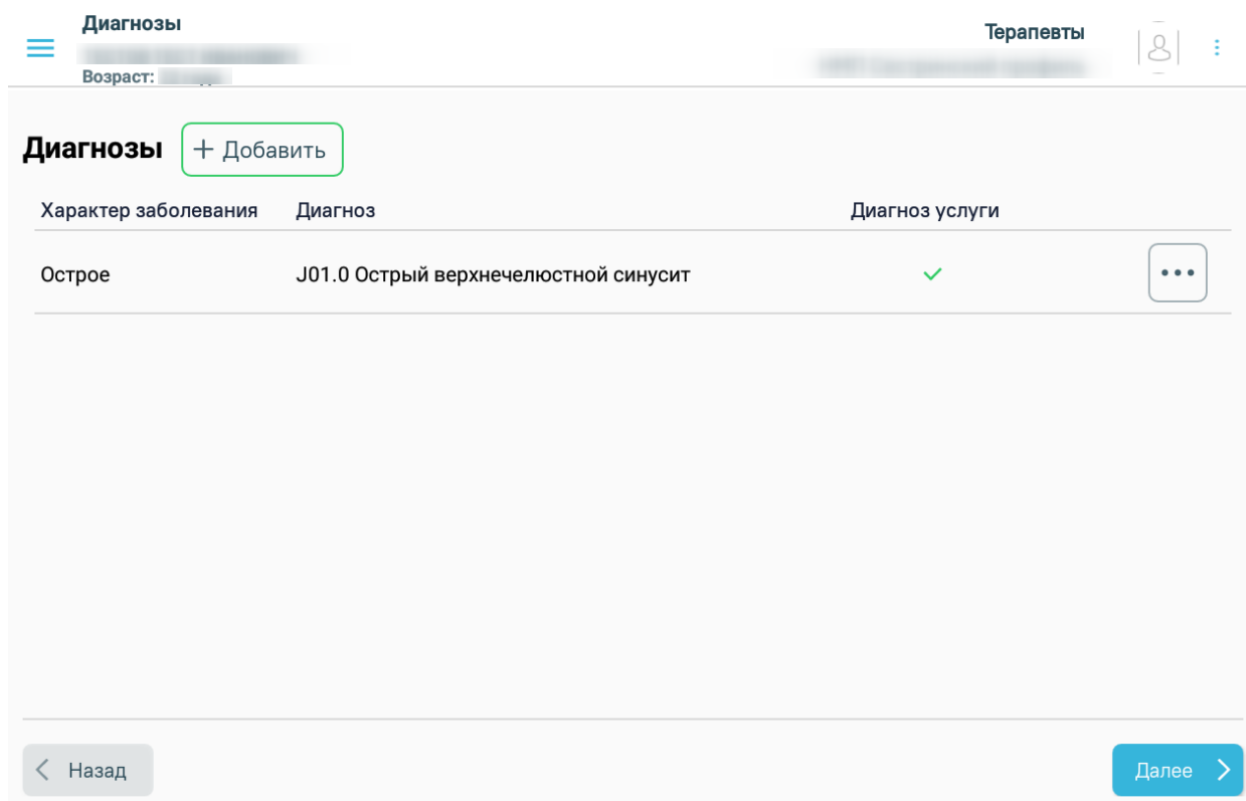 Диагнозы
Возраст:
Терапевты
Диагнозы + Добавить
Характер заболевания Диагноз Диагноз услуги
Острое J01.0 Острый верхнечелюстной синусит
Назад Далее